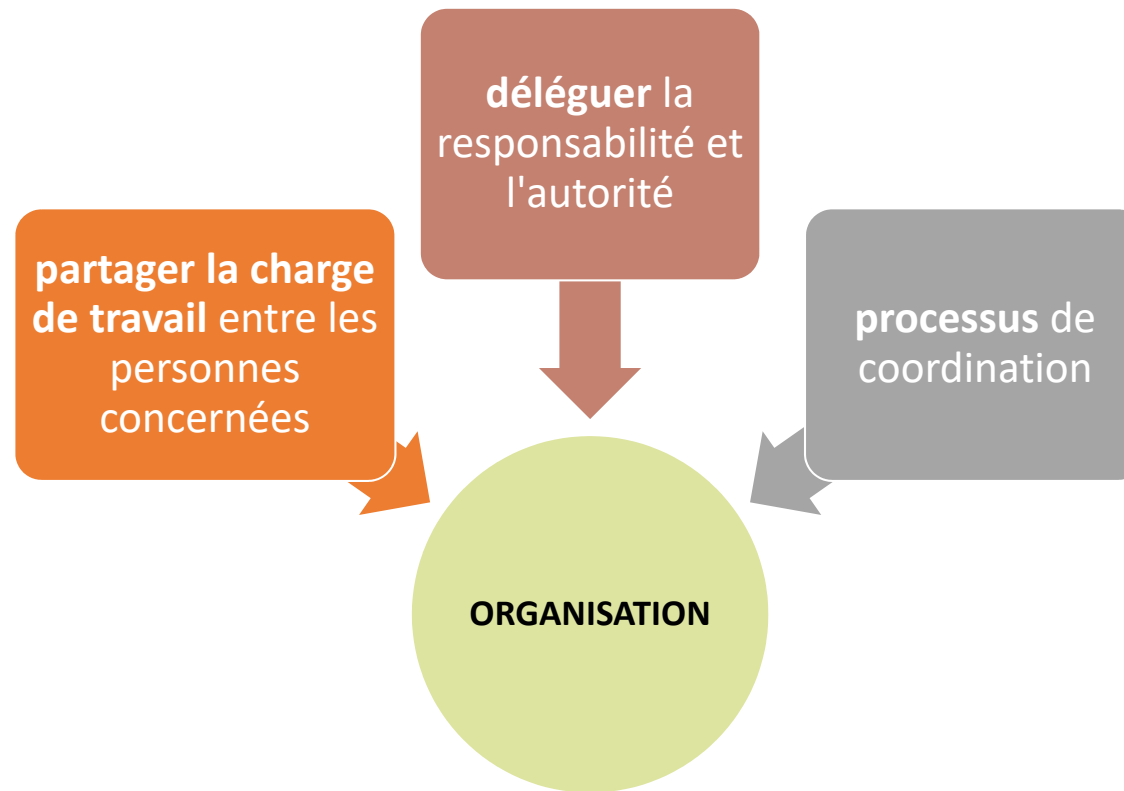 déléguer la
responsabilité et
l'autorité
partager la charge
de travail entre les
personnes
concernées
processus de
coordination
ORGANISATION